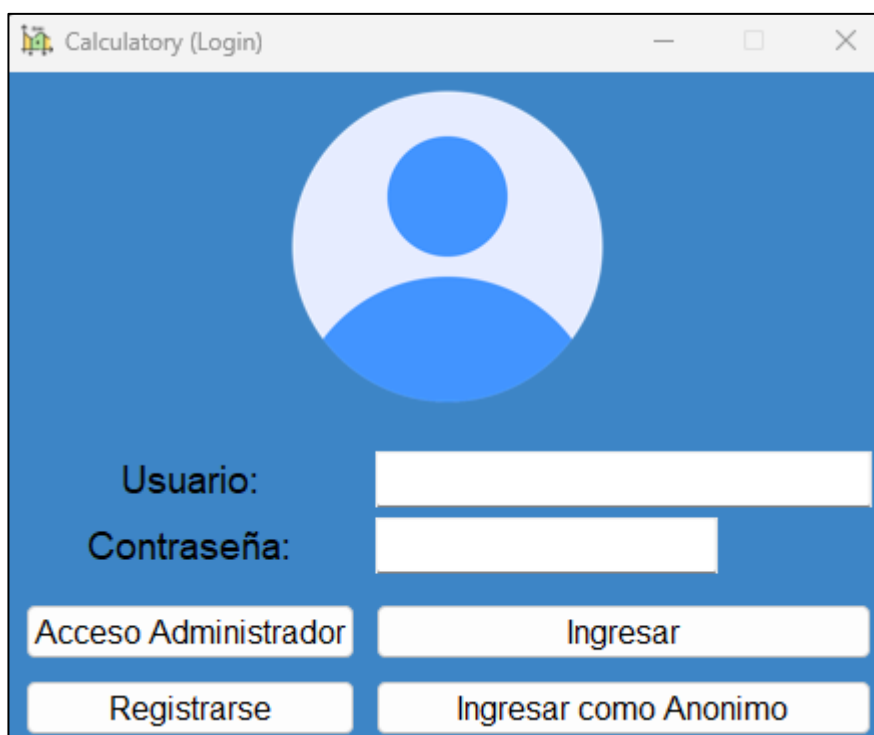 Calculatory (Login)
Usuario:
Contraseña:
Acceso Administrador
Ingresar
Registrarse
Ingresar como Anonimo